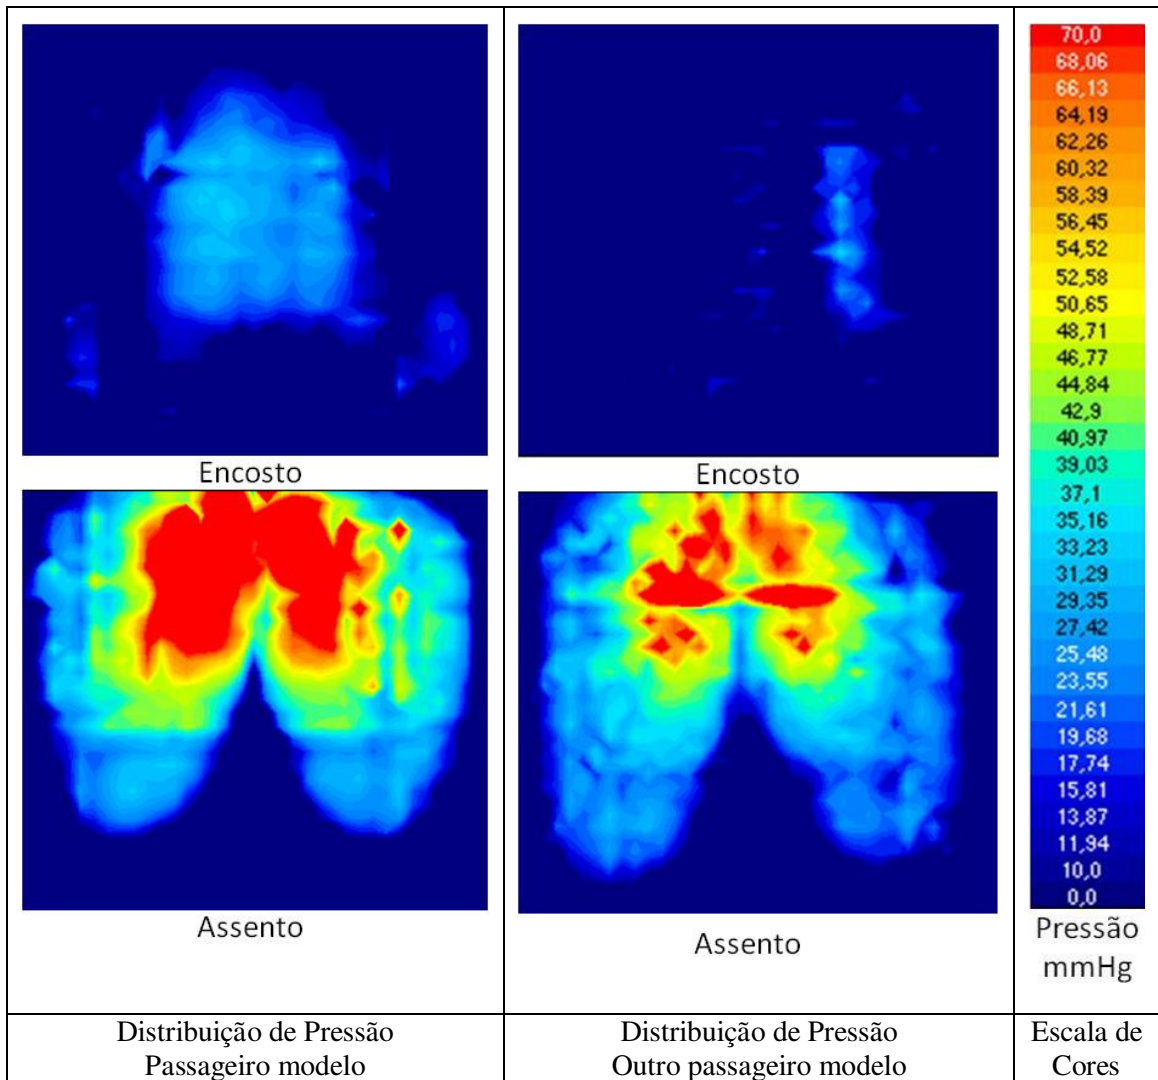 Encosto
Assento
Distribuição de Pressão
Passageiro modelo
Encosto
Assento
Distribuição de Pressão
Outro passageiro modelo
70,0
68,06
66,13
64,19
62,26
60,32
58,39
56,45
54,52
52,58
50,65
48,71
46,77
44,84
42,9
40,97
39,03
37,1
35,16
33,23
31,29
29,35
27,42
25,48
23,55
21,61
19,68
17,74
15,81
13,87
11,94
10,0
0,0
Pressão
mmHg
Escala de
Cores